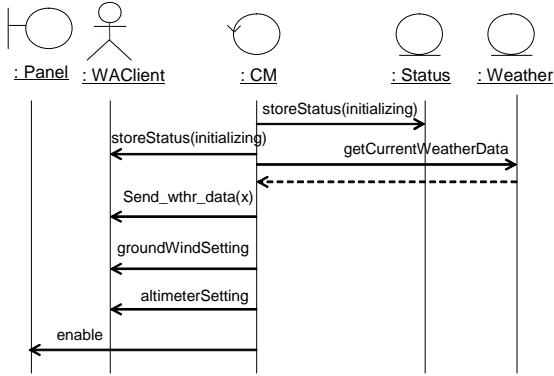 : Panel
: WAClient
: CM
: Status
: Weather
storeStatus(initializing)
storeStatus(initializing)
getCurrentWeatherData
Send_wthr_data(x)
groundWindSetting
altimeterSetting
enable